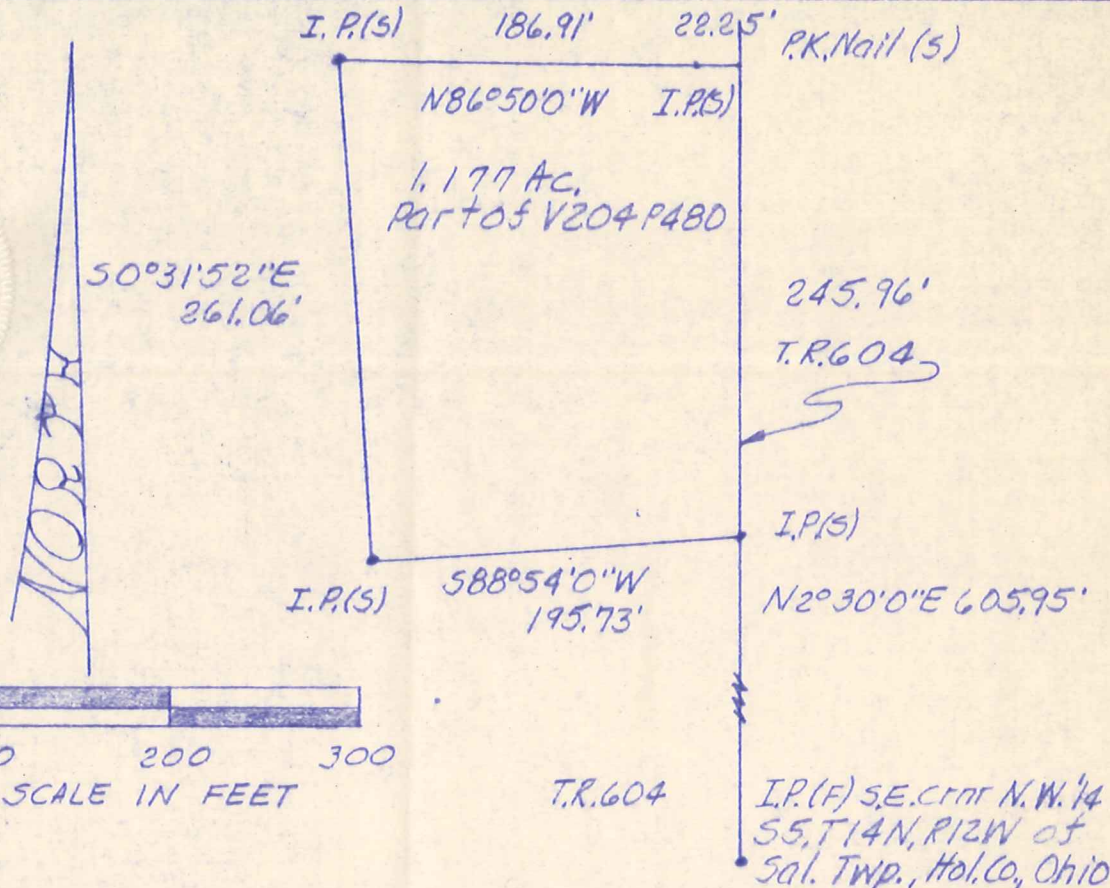 I.P.(S) 186.91' 22.25' P.K. Nail (S)
N86°50'0"W I.P.(S)
1.177 Ac.
Part of V204 P480
S0°31'52"E
261.06'
245.96'
T.R.604
NORTH
I.P.(S)
I.P.(S)
S88°54'0"W
195.73'
N2°30'0"E 605.95'
0 200 300
SCALE IN FEET
T.R.604
I.P.(F) S.E. crnr N.W.1/4
S5, T14N, R12W of
Sal. Twp., Hol.Co., Ohio